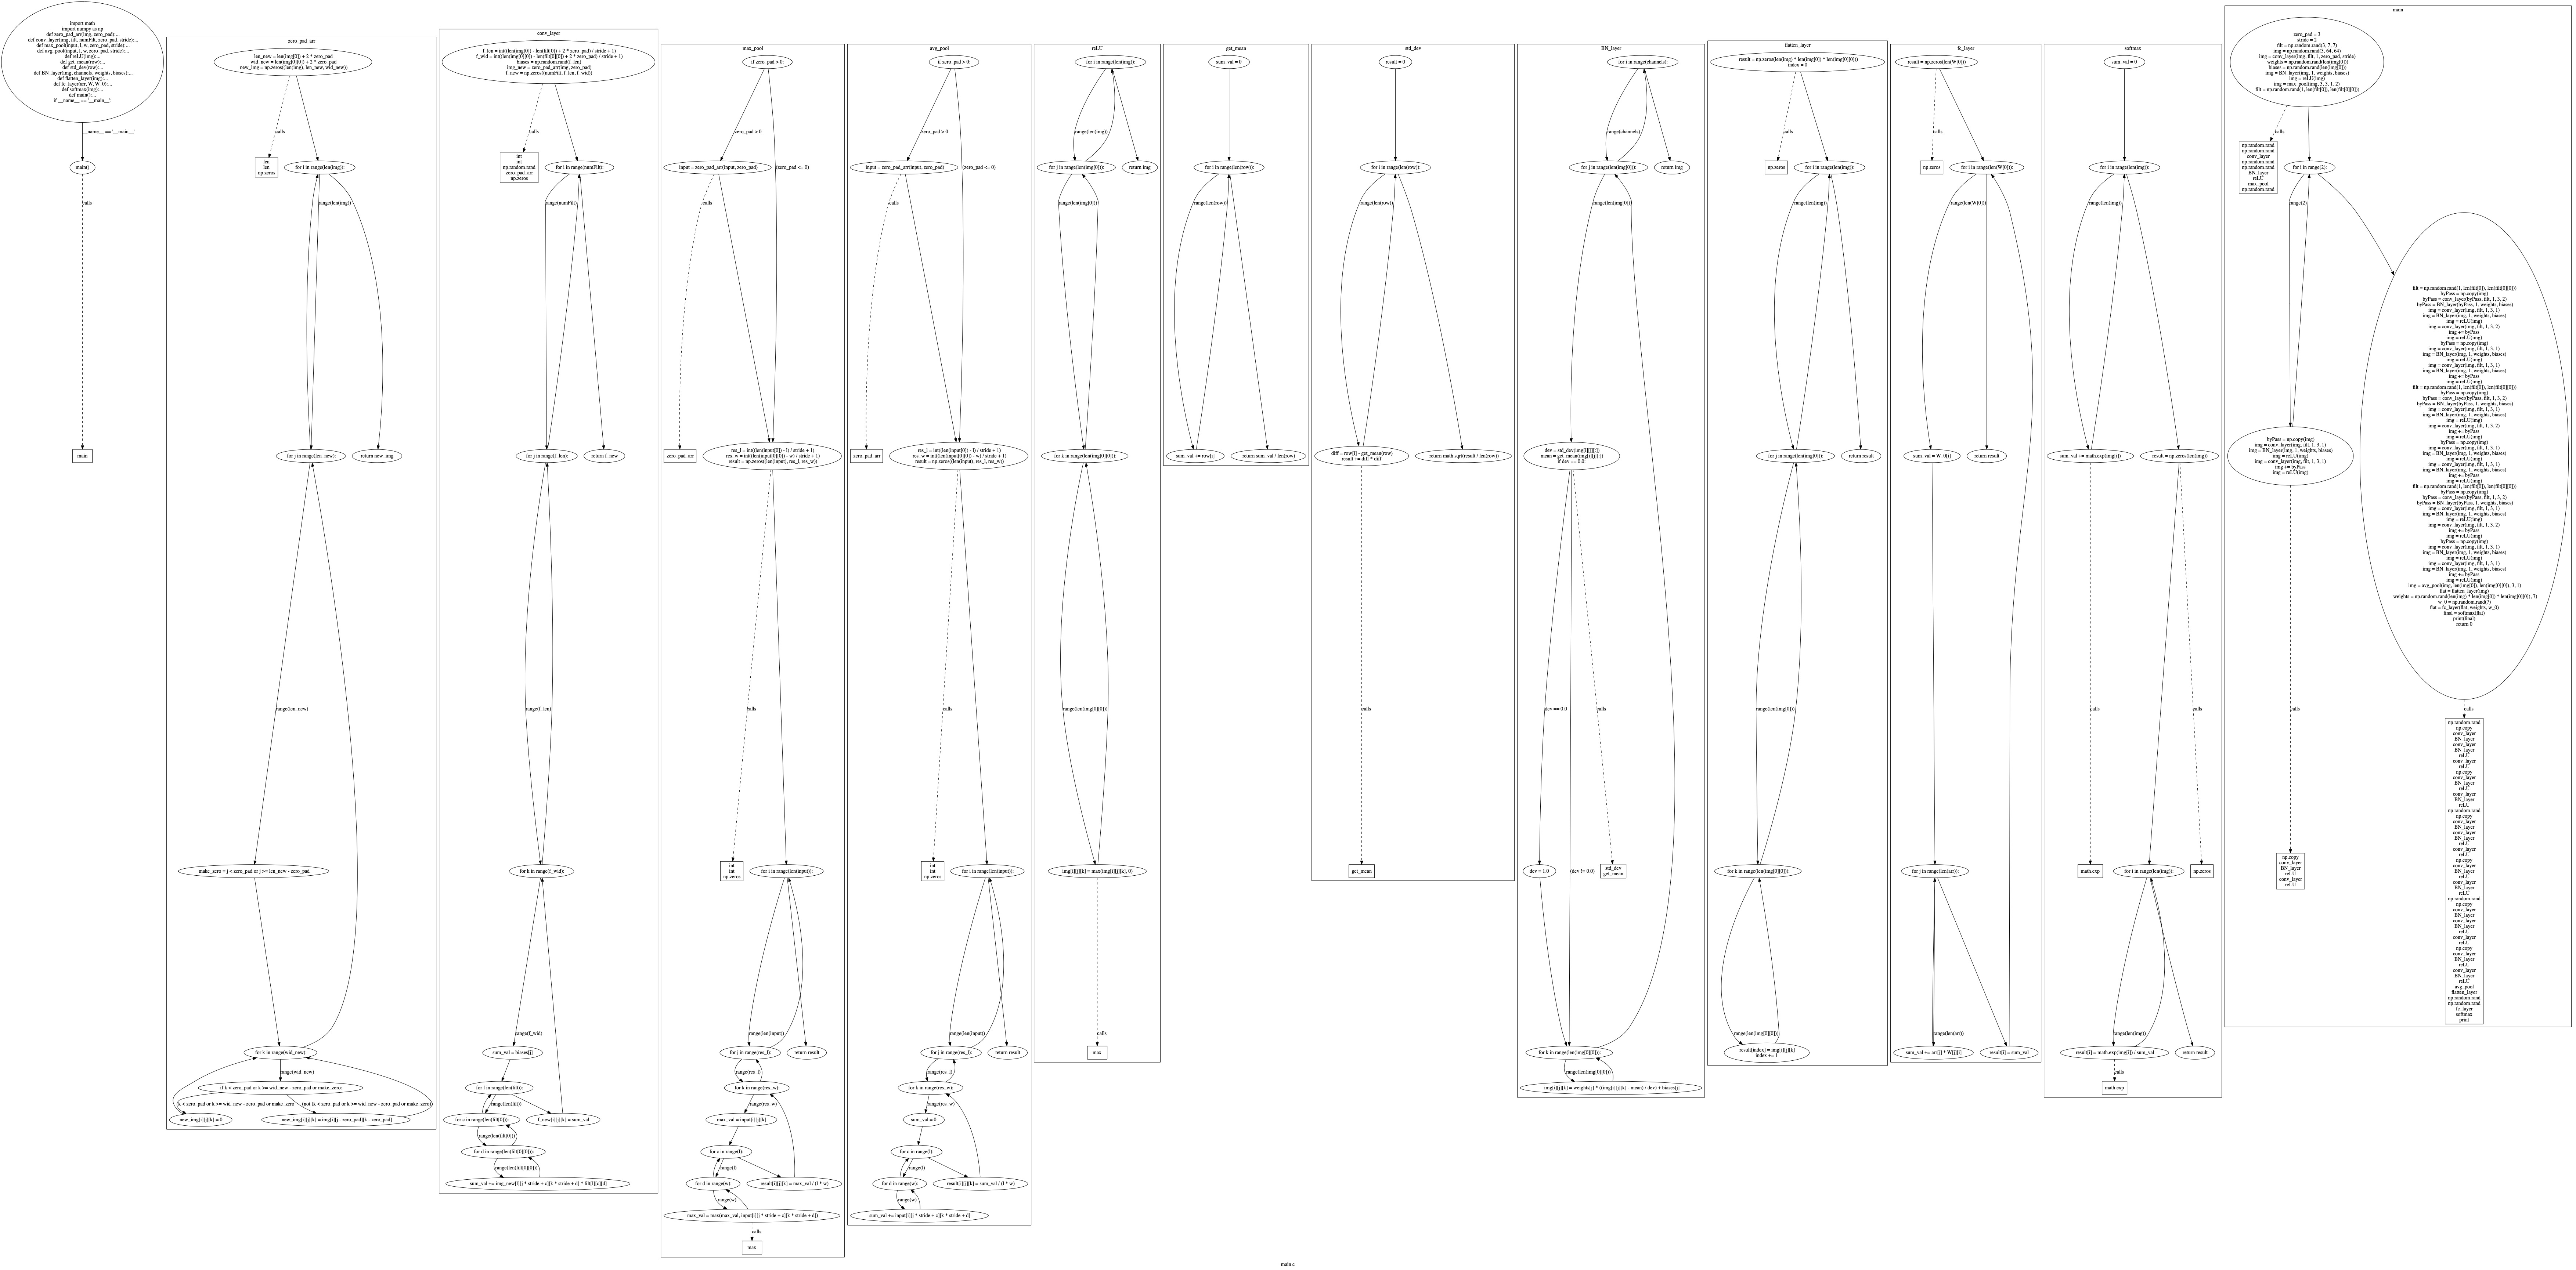 import math
import numpy as np
def zero_pad_arr(img, zero_pad):...
def conv_layer(img, filt, numFilt, zero_pad, stride):...
def max_pool(input, l, w, zero_pad, stride):...
def avg_pool(input, l, w, zero_pad, stride):...
def reLU(img):...
def get_mean(row):...
def std_dev(row):...
def BN_layer(img, channels, weights, biases):...
def flatten_layer(img):...
def fc_layer(arr, W, W_0):...
def softmax(img):...
def main():...
if __name__ == '__main__':
__name__ == '__main__'
main()
calls
main
zero_pad_arr
len_new = len(img[0]) + 2 * zero_pad
wid_new = len(img[0][0]) + 2 * zero_pad
new_img = np.zeros((len(img), len_new, wid_new))
calls
len
len
np.zeros
for i in range(len(img)):
range(len(img))
for j in range(len_new):
return new_img
range(len_new)
make_zero = j < zero_pad or j >= len_new - zero_pad
for k in range(wid_new):
range(wid_new)
if k < zero_pad or k >= wid_new - zero_pad or make_zero:
k < zero_pad or k >= wid_new - zero_pad or make_zero
(not (k < zero_pad or k >= wid_new - zero_pad or make_zero))
new_img[i][j][k] = 0
new_img[i][j][k] = img[i][j - zero_pad][k - zero_pad]
conv_layer
f_len = int((len(img[0]) - len(filt[0]) + 2 * zero_pad) / stride + 1)
f_wid = int((len(img[0][0]) - len(filt[0][0]) + 2 * zero_pad) / stride + 1)
biases = np.random.rand(f_len)
img_new = zero_pad_arr(img, zero_pad)
f_new = np.zeros((numFilt, f_len, f_wid))
calls
int
int
np.random.rand
zero_pad_arr
np.zeros
for i in range(numFilt):
range(numFilt)
for j in range(f_len):
return f_new
range(f_len)
for k in range(f_wid):
range(f_wid)
sum_val = biases[j]
for l in range(len(filt)):
range(len(filt))
for c in range(len(filt[0])):
f_new[i][j][k] = sum_val
range(len(filt[0]))
for d in range(len(filt[0][0])):
range(len(filt[0][0]))
sum_val += img_new[l][j * stride + c][k * stride + d] * filt[l][c][d]
max_pool
if zero_pad > 0:
zero_pad > 0
input = zero_pad_arr(input, zero_pad)
(zero_pad <= 0)
calls
zero_pad_arr
res_l = int((len(input[0]) - l) / stride + 1)
res_w = int((len(input[0][0]) - w) / stride + 1)
result = np.zeros((len(input), res_l, res_w))
calls
int
int
np.zeros
for i in range(len(input)):
range(len(input))
for j in range(res_l):
return result
range(res_l)
for k in range(res_w):
range(res_w)
max_val = input[i][j][k]
for c in range(l):
range(l)
for d in range(w):
result[i][j][k] = max_val / (l * w)
range(w)
max_val = max(max_val, input[i][j * stride + c][k * stride + d])
calls
max
avg_pool
if zero_pad > 0:
zero_pad > 0
input = zero_pad_arr(input, zero_pad)
(zero_pad <= 0)
calls
zero_pad_arr
res_l = int((len(input[0]) - l) / stride + 1)
res_w = int((len(input[0][0]) - w) / stride + 1)
result = np.zeros((len(input), res_l, res_w))
calls
int
int
np.zeros
for i in range(len(input)):
range(len(input))
for j in range(res_l):
return result
range(res_l)
for k in range(res_w):
range(res_w)
sum_val = 0
for c in range(l):
range(l)
for d in range(w):
result[i][j][k] = sum_val / (l * w)
range(w)
sum_val += input[i][j * stride + c][k * stride + d]
reLU
for i in range(len(img)):
range(len(img))
for j in range(len(img[0])):
return img
range(len(img[0]))
for k in range(len(img[0][0])):
range(len(img[0][0]))
img[i][j][k] = max(img[i][j][k], 0)
calls
max
get_mean
sum_val = 0
for i in range(len(row)):
range(len(row))
sum_val += row[i]
return sum_val / len(row)
std_dev
result = 0
for i in range(len(row)):
range(len(row))
diff = row[i] - get_mean(row)
result += diff * diff
return math.sqrt(result / len(row))
calls
get_mean
BN_layer
for i in range(channels):
range(channels)
for j in range(len(img[0])):
return img
range(len(img[0]))
dev = std_dev(img[i][j][:])
mean = get_mean(img[i][j][:])
if dev == 0.0:
dev == 0.0
(dev != 0.0)
calls
dev = 1.0
std_dev
get_mean
for k in range(len(img[0][0])):
range(len(img[0][0]))
img[i][j][k] = weights[j] * ((img[i][j][k] - mean) / dev) + biases[j]
flatten_layer
result = np.zeros(len(img) * len(img[0]) * len(img[0][0]))
index = 0
calls
np.zeros
for i in range(len(img)):
range(len(img))
for j in range(len(img[0])):
return result
range(len(img[0]))
for k in range(len(img[0][0])):
range(len(img[0][0]))
result[index] = img[i][j][k]
index += 1
fc_layer
result = np.zeros(len(W[0]))
calls
np.zeros
for i in range(len(W[0])):
range(len(W[0]))
sum_val = W_0[i]
return result
for j in range(len(arr)):
range(len(arr))
sum_val += arr[j] * W[j][i]
result[i] = sum_val
softmax
sum_val = 0
for i in range(len(img)):
range(len(img))
sum_val += math.exp(img[i])
result = np.zeros(len(img))
calls
calls
math.exp
for i in range(len(img)):
np.zeros
range(len(img))
result[i] = math.exp(img[i]) / sum_val
return result
calls
math.exp
main
zero_pad = 3
stride = 2
filt = np.random.rand(3, 7, 7)
img = np.random.rand(3, 64, 64)
img = conv_layer(img, filt, 1, zero_pad, stride)
weights = np.random.rand(len(img[0]))
biases = np.random.rand(len(img[0]))
img = BN_layer(img, 1, weights, biases)
img = reLU(img)
img = max_pool(img, 3, 3, 1, 2)
filt = np.random.rand(1, len(filt[0]), len(filt[0][0]))
calls
np.random.rand
np.random.rand
conv_layer
np.random.rand
np.random.rand
BN_layer
reLU
max_pool
np.random.rand
for i in range(2):
range(2)
byPass = np.copy(img)
img = conv_layer(img, filt, 1, 3, 1)
img = BN_layer(img, 1, weights, biases)
img = reLU(img)
img = conv_layer(img, filt, 1, 3, 1)
img += byPass
img = reLU(img)
calls
np.copy
conv_layer
BN_layer
reLU
conv_layer
reLU
filt = np.random.rand(1, len(filt[0]), len(filt[0][0]))
byPass = np.copy(img)
byPass = conv_layer(byPass, filt, 1, 3, 2)
byPass = BN_layer(byPass, 1, weights, biases)
img = conv_layer(img, filt, 1, 3, 1)
img = BN_layer(img, 1, weights, biases)
img = reLU(img)
img = conv_layer(img, filt, 1, 3, 2)
img += byPass
img = reLU(img)
byPass = np.copy(img)
img = conv_layer(img, filt, 1, 3, 1)
img = BN_layer(img, 1, weights, biases)
img = reLU(img)
img = conv_layer(img, filt, 1, 3, 1)
img = BN_layer(img, 1, weights, biases)
img += byPass
img = reLU(img)
filt = np.random.rand(1, len(filt[0]), len(filt[0][0]))
byPass = np.copy(img)
byPass = conv_layer(byPass, filt, 1, 3, 2)
byPass = BN_layer(byPass, 1, weights, biases)
img = conv_layer(img, filt, 1, 3, 1)
img = BN_layer(img, 1, weights, biases)
img = reLU(img)
img = conv_layer(img, filt, 1, 3, 2)
img += byPass
img = reLU(img)
byPass = np.copy(img)
img = conv_layer(img, filt, 1, 3, 1)
img = BN_layer(img, 1, weights, biases)
img = reLU(img)
img = conv_layer(img, filt, 1, 3, 1)
img = BN_layer(img, 1, weights, biases)
img += byPass
img = reLU(img)
filt = np.random.rand(1, len(filt[0]), len(filt[0][0]))
byPass = np.copy(img)
byPass = conv_layer(byPass, filt, 1, 3, 2)
byPass = BN_layer(byPass, 1, weights, biases)
img = conv_layer(img, filt, 1, 3, 1)
img = BN_layer(img, 1, weights, biases)
img = reLU(img)
img = conv_layer(img, filt, 1, 3, 2)
img += byPass
img = reLU(img)
byPass = np.copy(img)
img = conv_layer(img, filt, 1, 3, 1)
img = BN_layer(img, 1, weights, biases)
img = reLU(img)
img = conv_layer(img, filt, 1, 3, 1)
img = BN_layer(img, 1, weights, biases)
img += byPass
img = reLU(img)
img = avg_pool(img, len(img[0]), len(img[0][0]), 3, 1)
flat = flatten_layer(img)
weights = np.random.rand(len(img) * len(img[0]) * len(img[0][0]), 7)
w_0 = np.random.rand(7)
flat = fc_layer(flat, weights, w_0)
final = softmax(flat)
print(final)
return 0
calls
np.random.rand
np.copy
conv_layer
BN_layer
conv_layer
BN_layer
reLU
conv_layer
reLU
np.copy
conv_layer
BN_layer
reLU
conv_layer
BN_layer
reLU
np.random.rand
np.copy
conv_layer
BN_layer
conv_layer
BN_layer
reLU
conv_layer
reLU
np.copy
conv_layer
BN_layer
reLU
conv_layer
BN_layer
reLU
np.random.rand
np.copy
conv_layer
BN_layer
conv_layer
BN_layer
reLU
conv_layer
reLU
np.copy
conv_layer
BN_layer
reLU
conv_layer
BN_layer
reLU
avg_pool
flatten_layer
np.random.rand
np.random.rand
fc_layer
softmax
print
main.c